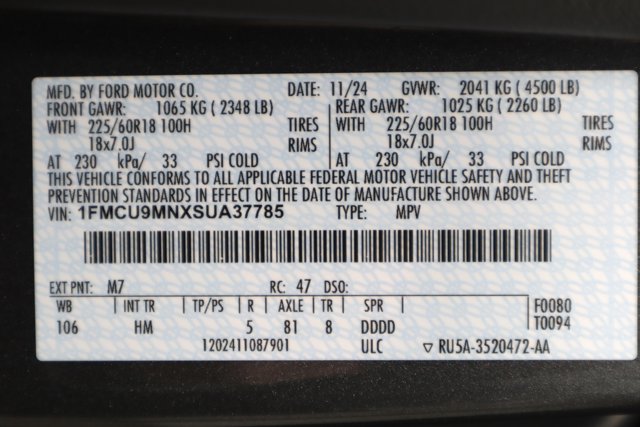 MFD. BY FORD MOTOR CO. DATE: 11/24 GVWR: 2041 KG ( 4500 LB)
FRONT GAWR: 1065 KG ( 2348 LB) REAR GAWR: 1025 KG ( 2260 LB)
WITH 225/60R18 100H TIRES WITH 225/60R18 100H TIRES
18x7.0J RIMS 18x7.0J RIMS
AT 230 kPa/ 33 PSI COLD AT 230 kPa/ 33 PSI COLD
THIS VEHICLE CONFORMS TO ALL APPLICABLE FEDERAL MOTOR VEHICLE SAFETY AND THEFT
PREVENTION STANDARDS IN EFFECT ON THE DATE OF MANUFACTURE SHOWN ABOVE.
VIN: 1FMCU9MNXSUA37785 TYPE: MPV
EXT PNT: M7 RC: 47 DSO:
WB INT TR TP/PS R AXLE TR SPR F0080
106 HM 5 81 8 DDDD T0094
1202411087901 ULC ▽ RU5A-3520472-AA